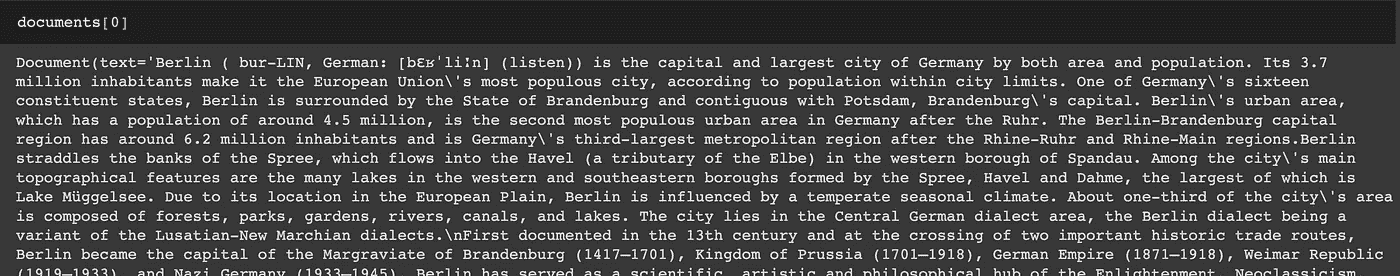 documents[0]
Document(text='Berlin ( bur-LIN, German: [bɛʁˈliːn] (listen)) is the capital and largest city of Germany by both area and population. Its 3.7
million inhabitants make it the European Union\'s most populous city, according to population within city limits. One of Germany\'s sixteen
constituent states, Berlin is surrounded by the State of Brandenburg and contiguous with Potsdam, Brandenburg\'s capital. Berlin\'s urban area,
which has a population of around 4.5 million, is the second most populous urban area in Germany after the Ruhr. The Berlin-Brandenburg capital
region has around 6.2 million inhabitants and is Germany\'s third-largest metropolitan region after the Rhine-Ruhr and Rhine-Main regions.Berlin
straddles the banks of the Spree, which flows into the Havel (a tributary of the Elbe) in the western borough of Spandau. Among the city\'s main
topographical features are the many lakes in the western and southeastern boroughs formed by the Spree, Havel and Dahme, the largest of which is
Lake Müggelsee. Due to its location in the European Plain, Berlin is influenced by a temperate seasonal climate. About one-third of the city\'s area
is composed of forests, parks, gardens, rivers, canals, and lakes. The city lies in the Central German dialect area, the Berlin dialect being a
variant of the Lusatian-New Marchian dialects.\nFirst documented in the 13th century and at the crossing of two important historic trade routes,
Berlin became the capital of the Margraviate of Brandenburg (1417–1701), Kingdom of Prussia (1701–1918), German Empire (1871–1918), Weimar Republic
(1919–1933), and Nazi Germany (1933–1945). Berlin has served as a scientific, artistic and philosophical hub of the Enlightenment, Neoclassicism,